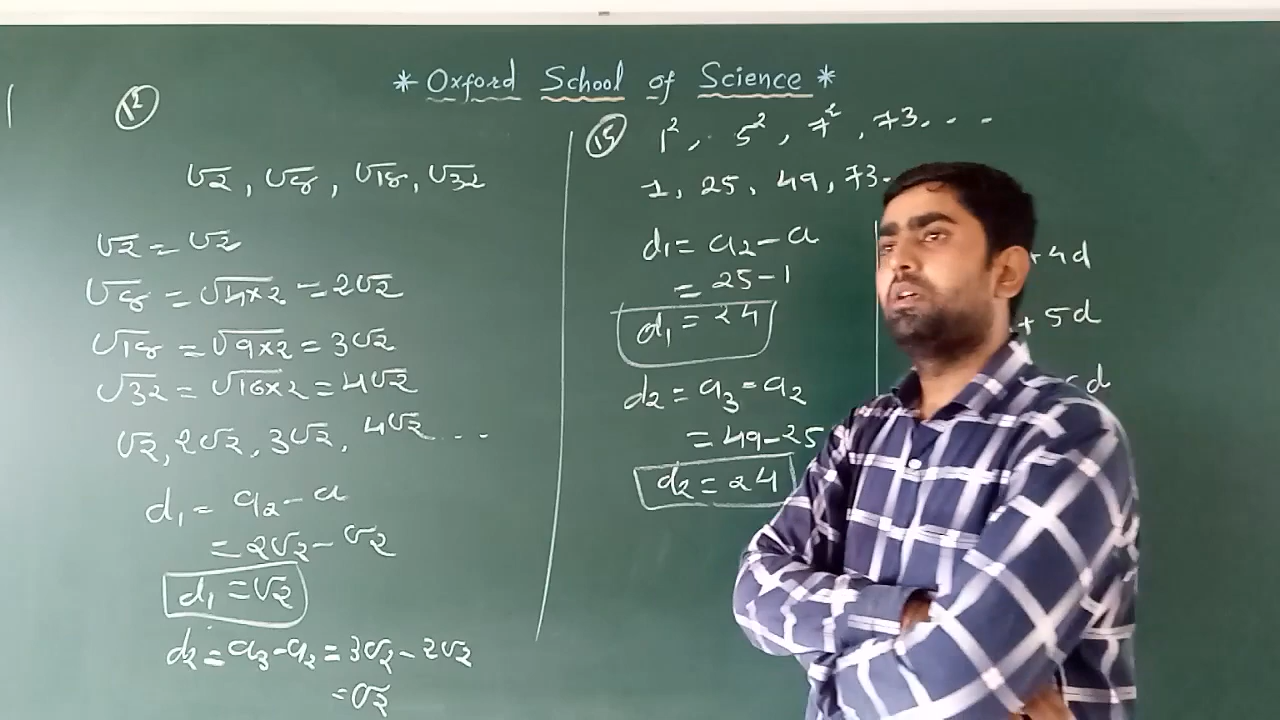 * Oxford School of Science *
12
√2, √8, √18, √32
√2 = √2
√8 = √4×2 = 2√2
√18 = √9×2 = 3√2
√32 = √16×2 = 4√2
√2, 2√2, 3√2, 4√2...
d₁ = a₂ - a
= 2√2 - √2
d₁ = √2
d₂ = a₃ - a₂ = 3√2 - 2√2
= √2
15 1², 5², 7², 73. - - -
1, 25, 49, 73.
d₁ = a₂ - a
= 25 - 1
d₁ = 24
d₂ = a₃ - a₂
= 49 - 25
d₂ = 24
+ 4d
+ 5d